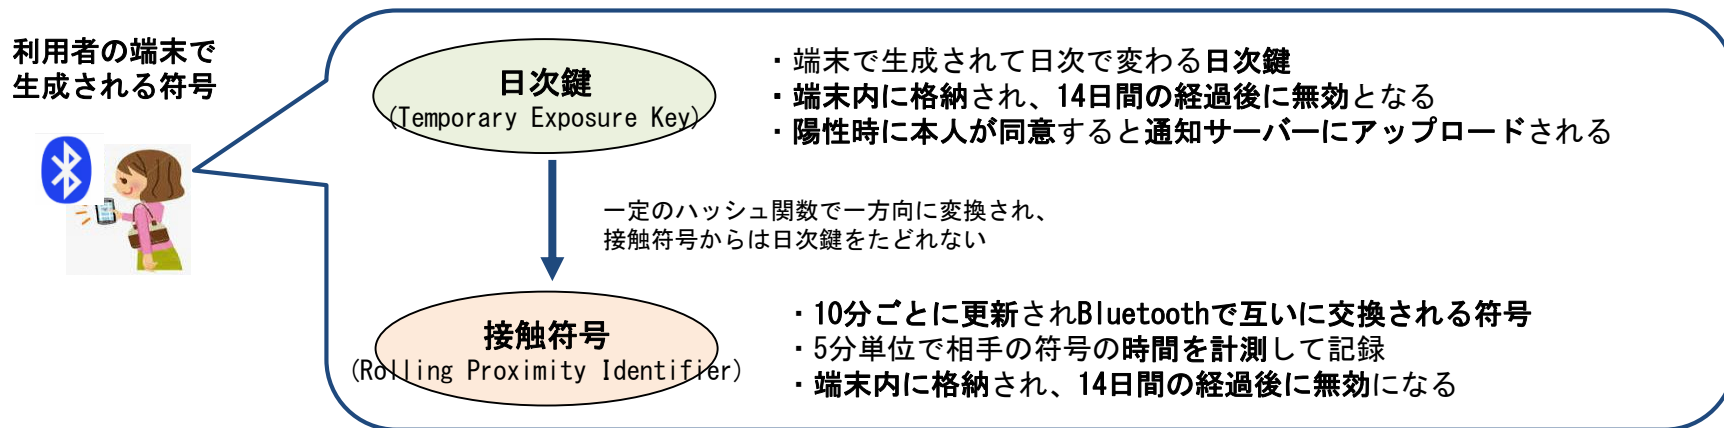 利用者の端末で
生成される符号
日次鍵
(Temporary Exposure Key)
・端末で生成されて日次で変わる日次鍵
・端末内に格納され、14日間の経過後に無効となる
・陽性時に本人が同意すると通知サーバーにアップロードされる
一定のハッシュ関数で一方向に変換され、
接触符号からは日次鍵をたどれない
接触符号
(Rolling Proximity Identifier)
・10分ごとに更新されBluetoothで互いに交換される符号
・5分単位で相手の符号の時間を計測して記録
・端末内に格納され、14日間の経過後に無効になる